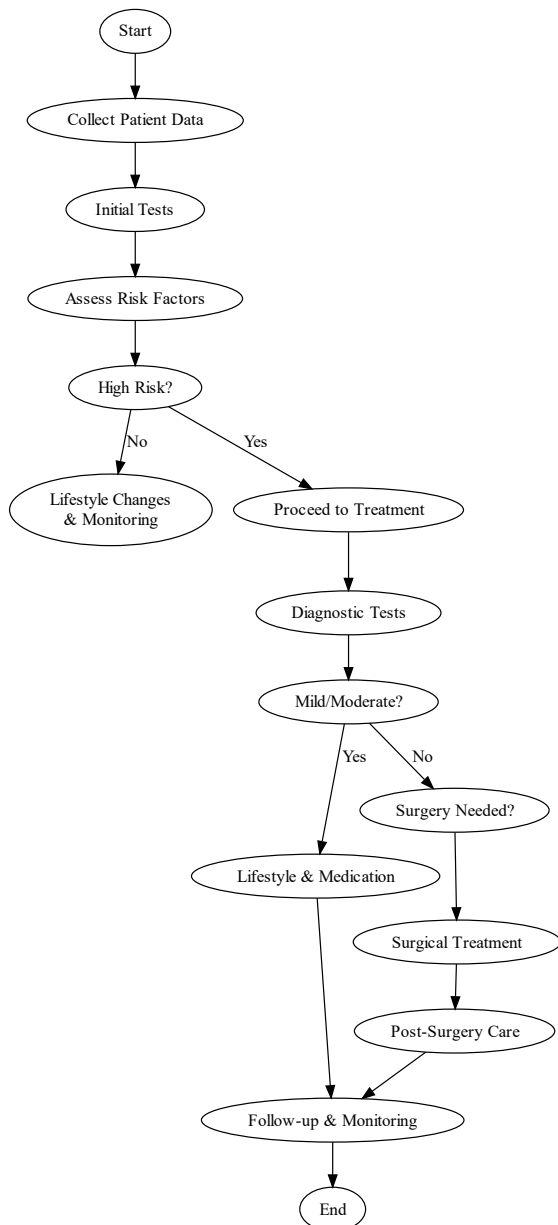 Start
Collect Patient Data
Initial Tests
Assess Risk Factors
High Risk?
No
Yes
Lifestyle Changes
& Monitoring
Proceed to Treatment
Diagnostic Tests
Mild/Moderate?
Yes
No
Surgery Needed?
Lifestyle & Medication
Surgical Treatment
Post-Surgery Care
Follow-up & Monitoring
End